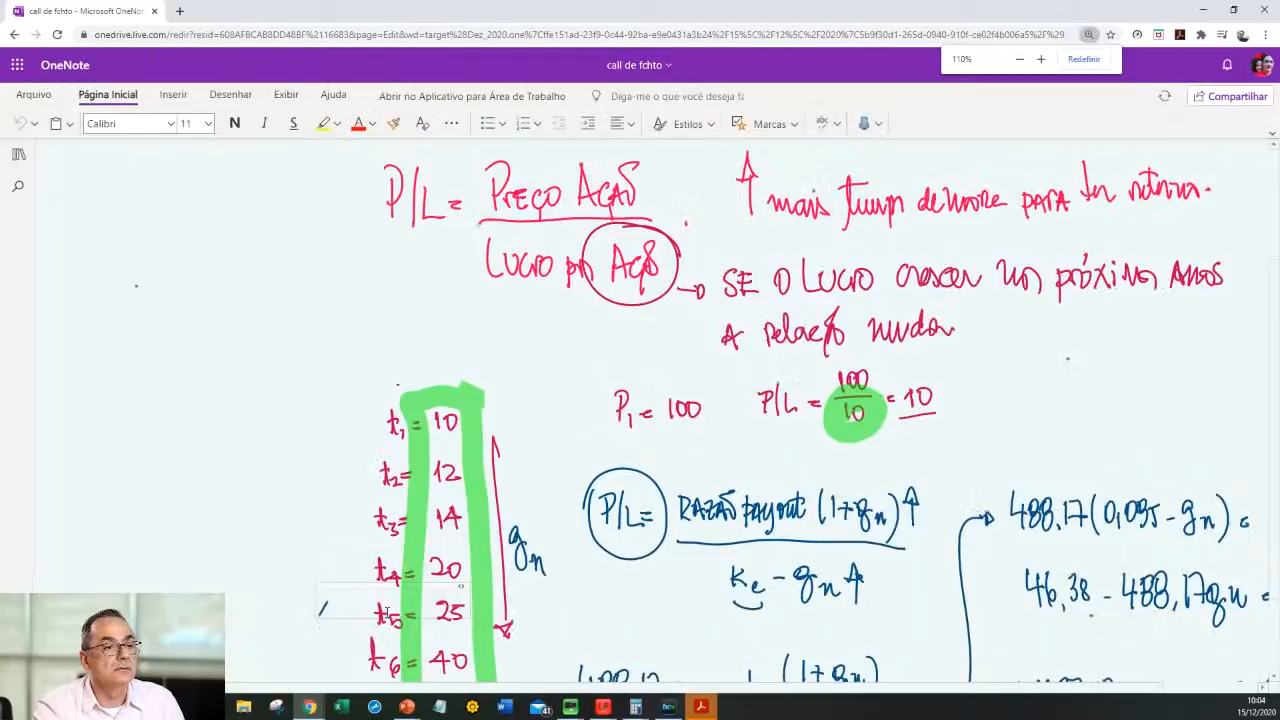 call de fchto
onedrive.live.com/redir?resid=608AFBCAB8DD48BF%2116683&page=Edit&wd=target%28Dez_2020.one%7Cffe151ad-23f9-0c44-92ba-e9e0431a3b24%2F15%5C%2F12%5C%2F2020%7C5b9f30d1-265d-0940-910f-ce02f4b006a5%2F%29
OneNote
call de fchto
110%
Redefinir
Arquivo Página Inicial Inserir Desenhar Exibir Ajuda Abrir no Aplicativo para Área de Trabalho Diga-me o que você deseja fa
Compartilhar
Calibri 11 N I S Estilos Marcas
P/L = PREÇO AÇÃO
LUCRO por AÇÃO
↑ mais tempo demora PARA ter retorno.
→ SE O LUCRO crescer nos próximos ANOS
A relação muda
P1 = 100 P/L = 100/10 = 10
t1 = 10
t2 = 12
t3 = 14
t4 = 20
t5 = 25
t6 = 40
gn
P/L = RAZÃO payout (1+gn) ↑
Ke - gn ↑
→ 488,17(0,095 - gn) =
46,38 - 488,17gn =
(1+gn)
41
10:04
15/12/2020